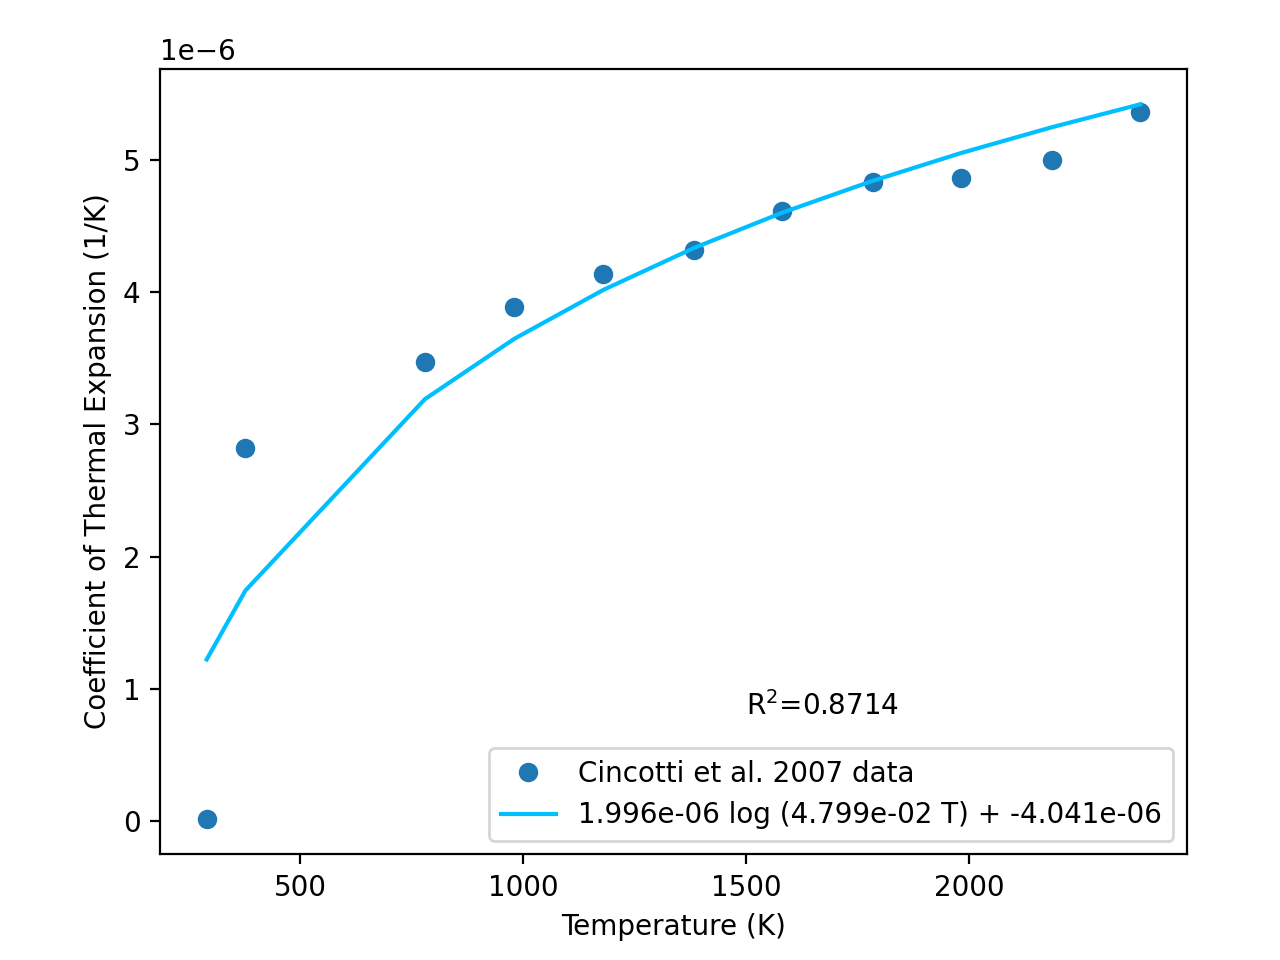 1e−6
5
4
3
2
1
0
Coefficient of Thermal Expansion (1/K)
R²=0.8714
Cincotti et al. 2007 data
1.996e-06 log (4.799e-02 T) + -4.041e-06
500 1000 1500 2000
Temperature (K)